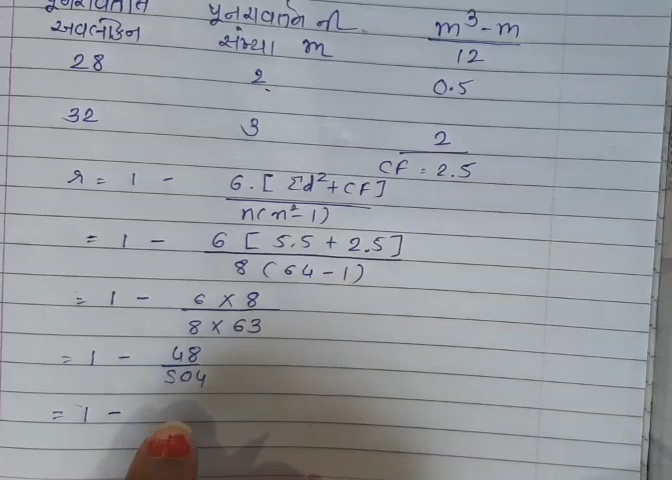 અવલોકન પુનરાવર્તન ની સંખ્યા m m³-m / 12
28 2 0.5
32 3 2
CF = 2.5
r = 1 - 6.[Σd²+CF] / n(n²-1)
= 1 - 6[5.5+2.5] / 8(64-1)
= 1 - 6×8 / 8×63
= 1 - 48 / 504
= 1 -